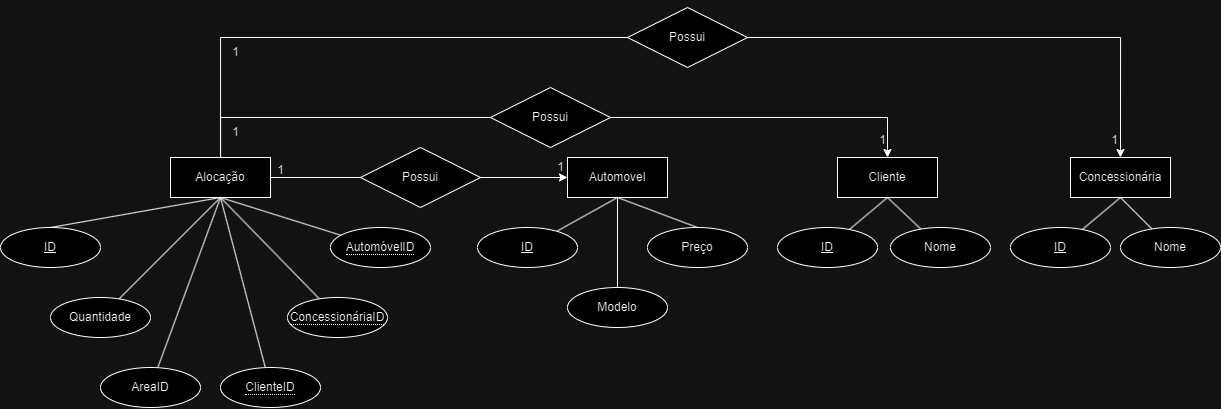 Possui
1
Possui
1
1
1
Alocação
1
Possui
1
Automovel
Cliente
Concessionária
ID
AutomóvelID
ID
Preço
ID
Nome
ID
Nome
Quantidade
ConcessionáriaID
Modelo
AreaID
ClienteID